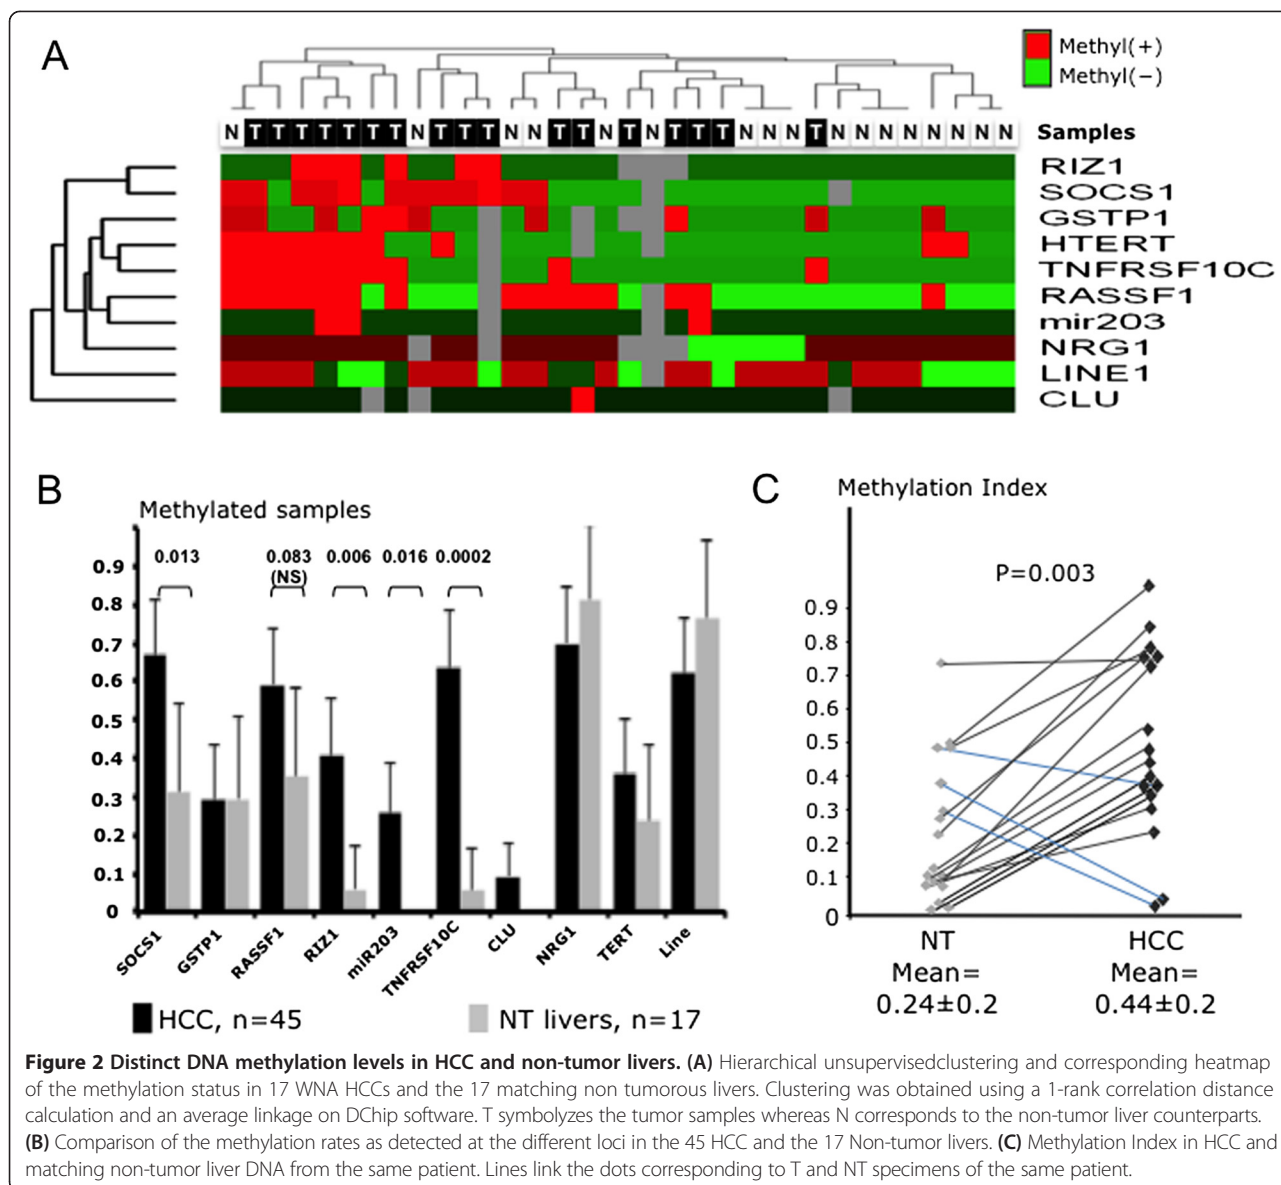 A
Methyl(+)
Methyl(−)
N T T T T T T T N T T T N N T T N T N T T T N N N T N N N N N N N N
Samples
RIZ1
SOCS1
GSTP1
HTERT
TNFRSF10C
RASSF1
mir203
NRG1
LINE1
CLU
B
Methylated samples
0.013
0.083
(NS)
0.006
0.016
0.0002
0.9
0.8
0.7
0.6
0.5
0.4
0.3
0.2
0.1
0
SOCS1
GSTP1
RASSF1
RIZ1
miR203
TNFRSF10C
CLU
NRG1
TERT
Line
HCC, n=45
NT livers, n=17
C
Methylation Index
P=0.003
0.9
0.8
0.7
0.6
0.5
0.4
0.3
0.2
0.1
0
NT
Mean=
0.24±0.2
HCC
Mean=
0.44±0.2
Figure 2 Distinct DNA methylation levels in HCC and non-tumor livers. (A) Hierarchical unsupervisedclustering and corresponding heatmap
of the methylation status in 17 WNA HCCs and the 17 matching non tumorous livers. Clustering was obtained using a 1-rank correlation distance
calculation and an average linkage on DChip software. T symbolyzes the tumor samples whereas N corresponds to the non-tumor liver counterparts.
(B) Comparison of the methylation rates as detected at the different loci in the 45 HCC and the 17 Non-tumor livers. (C) Methylation Index in HCC and
matching non-tumor liver DNA from the same patient. Lines link the dots corresponding to T and NT specimens of the same patient.